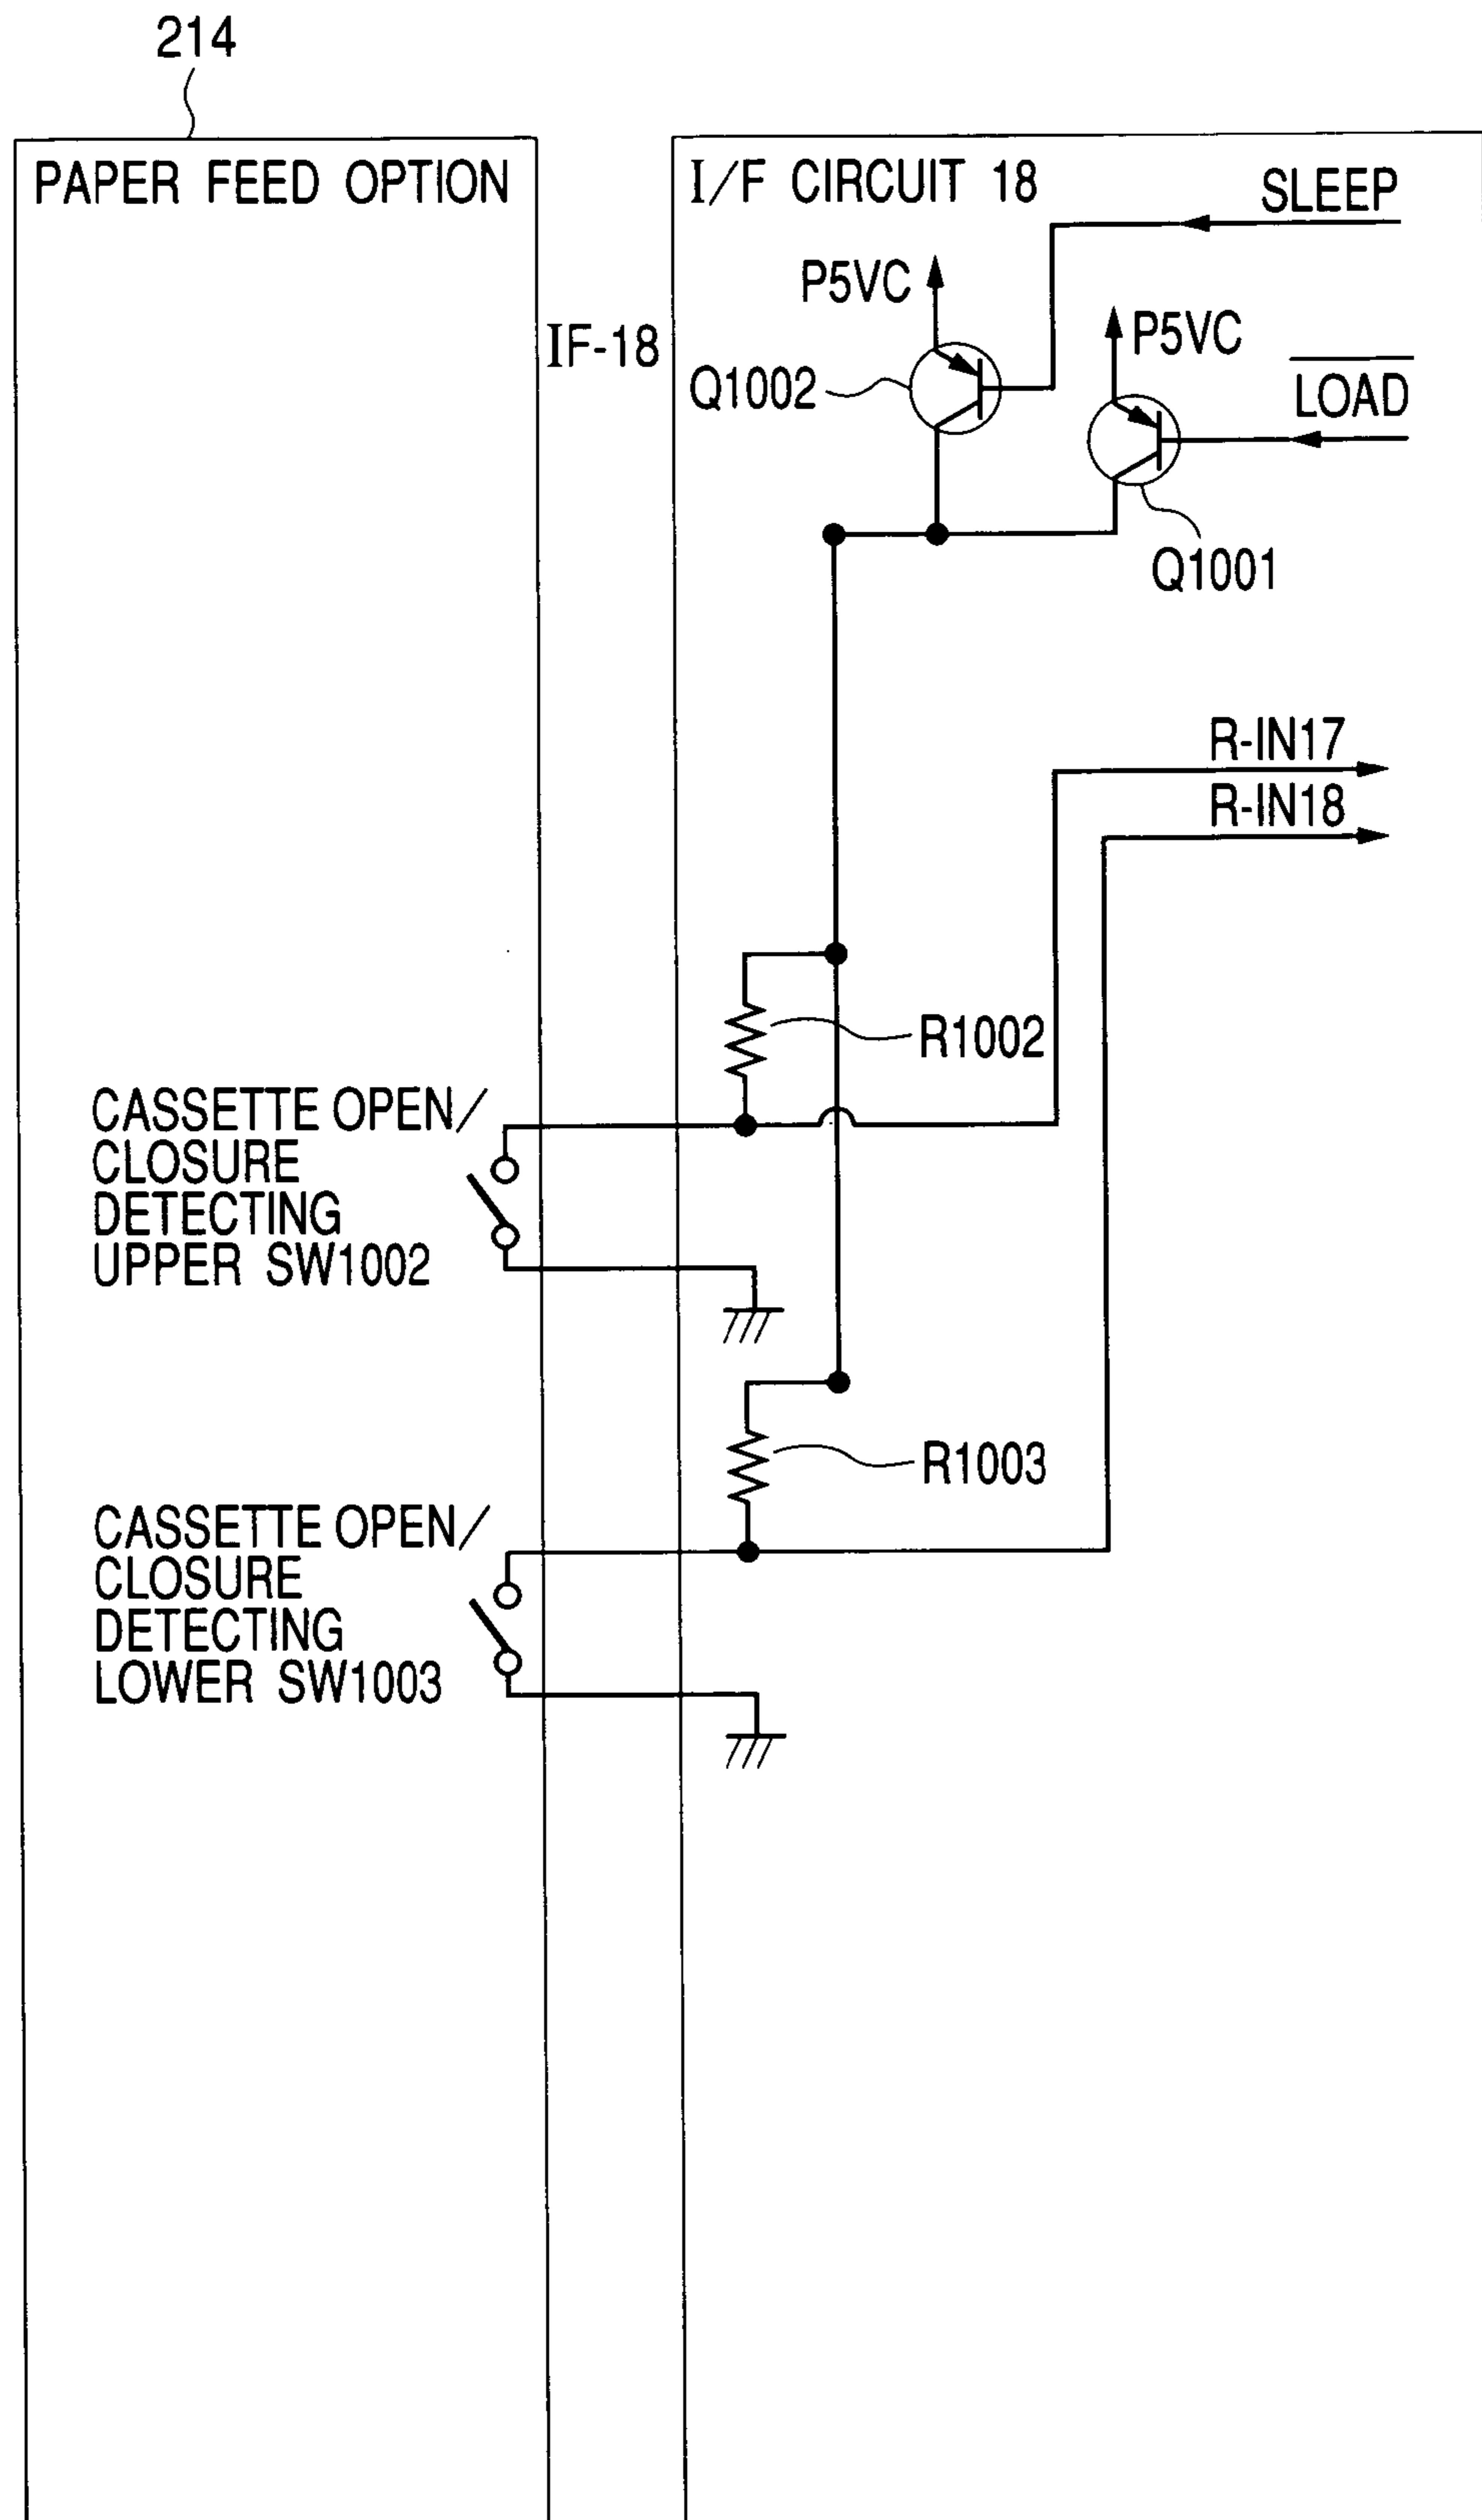 214
PAPER FEED OPTION
I/F CIRCUIT 18
SLEEP
P5VC
P5VC
IF-18
Q1002
LOAD
Q1001
R-IN17
R-IN18
R1002
CASSETTE OPEN/
CLOSURE
DETECTING
UPPER SW1002
R1003
CASSETTE OPEN/
CLOSURE
DETECTING
LOWER SW1003